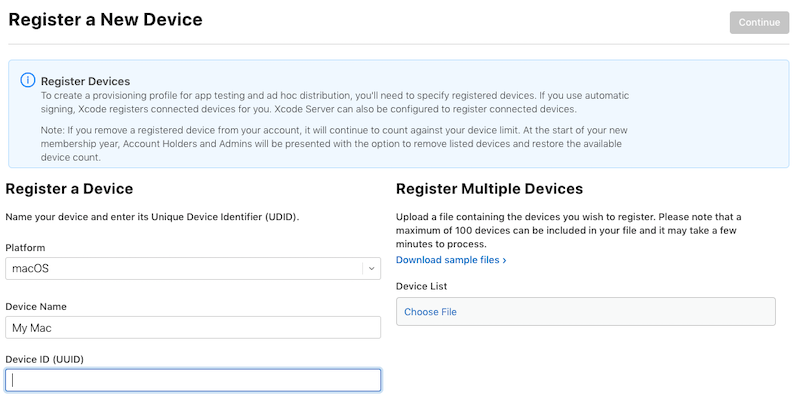 Register a New Device
Continue
Register Devices
To create a provisioning profile for app testing and ad hoc distribution, you'll need to specify registered devices. If you use automatic
signing, Xcode registers connected devices for you. Xcode Server can also be configured to register connected devices.
Note: If you remove a registered device from your account, it will continue to count against your device limit. At the start of your new
membership year, Account Holders and Admins will be presented with the option to remove listed devices and restore the available
device count.
Register a Device
Name your device and enter its Unique Device Identifier (UDID).
Platform
macOS
Device Name
My Mac
Device ID (UUID)
Register Multiple Devices
Upload a file containing the devices you wish to register. Please note that a
maximum of 100 devices can be included in your file and it may take a few
minutes to process.
Download sample files ›
Device List
Choose File